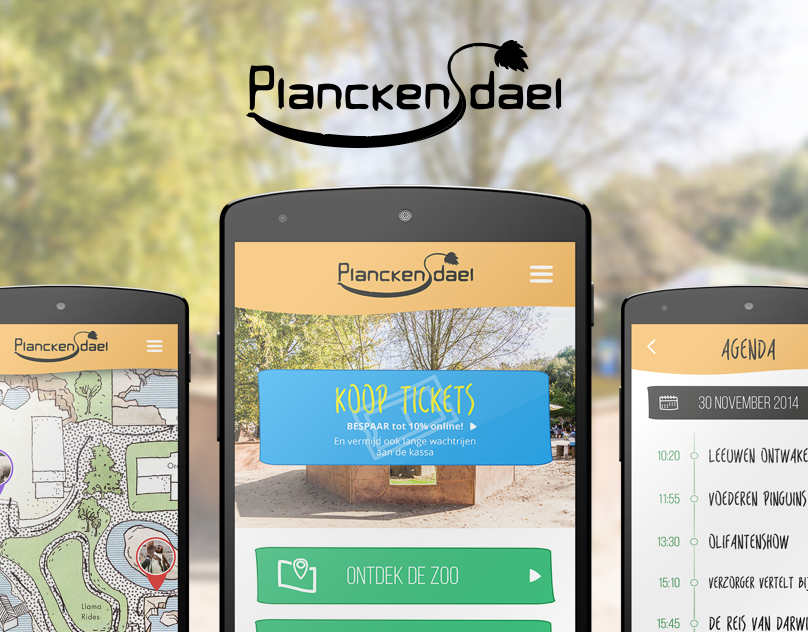 Planckendael
Planckendael
KOOP TICKETS
BESPAAR tot 10% online!
En vermijd ook lange wachtrijen
aan de kassa
ONTDEK DE ZOO
Planckendael
Llama
Rides
AGENDA
30 NOVEMBER 2014
10:20 LEEUWEN ONTWAKE
11:55 VOEDEREN PINGUINS
13:30 OLIFANTENSHOW
15:10 VERZORGER VERTELT BIJ
15:45 DE REIS VAN DARW